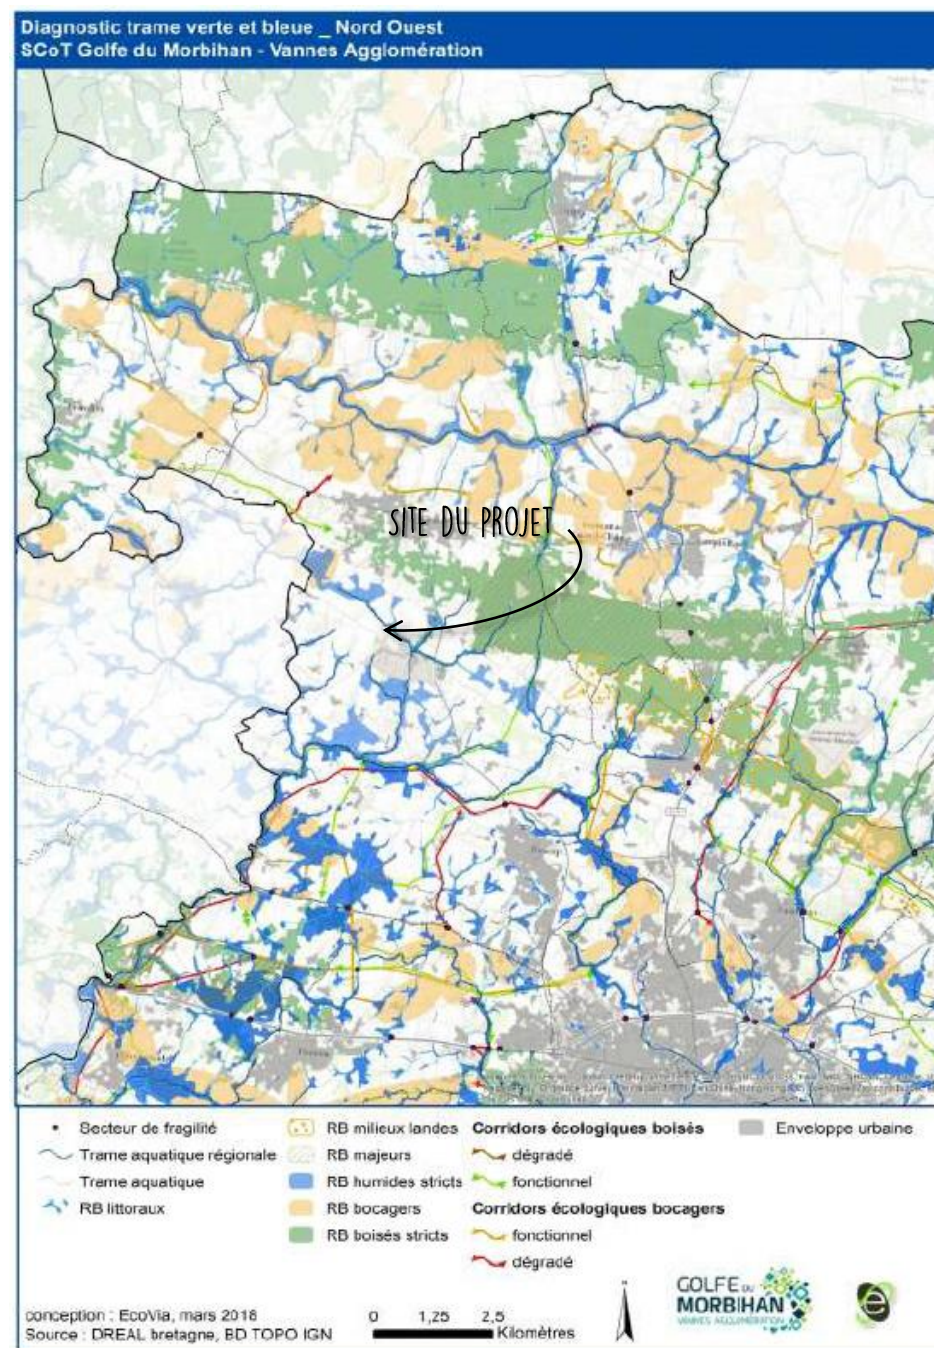 Diagnostic trame verte et bleue _ Nord Ouest
SCoT Golfe du Morbihan - Vannes Agglomération
SITE DU PROJET
Secteur de fragilité
Trame aquatique régionale
Trame aquatique
RB littoraux
RB milieux landes
RB majeurs
RB humides stricts
RB bocagers
RB boisés stricts
Corridors écologiques boisés
dégradé
fonctionnel
Corridors écologiques bocagers
fonctionnel
dégradé
Enveloppe urbaine
conception : EcoVia, mars 2018
Source : DREAL bretagne, BD TOPO IGN
0 1,25 2,5
Kilomètres
GOLFE DU
MORBIHAN
VANNES AGGLOMÉRATION
e